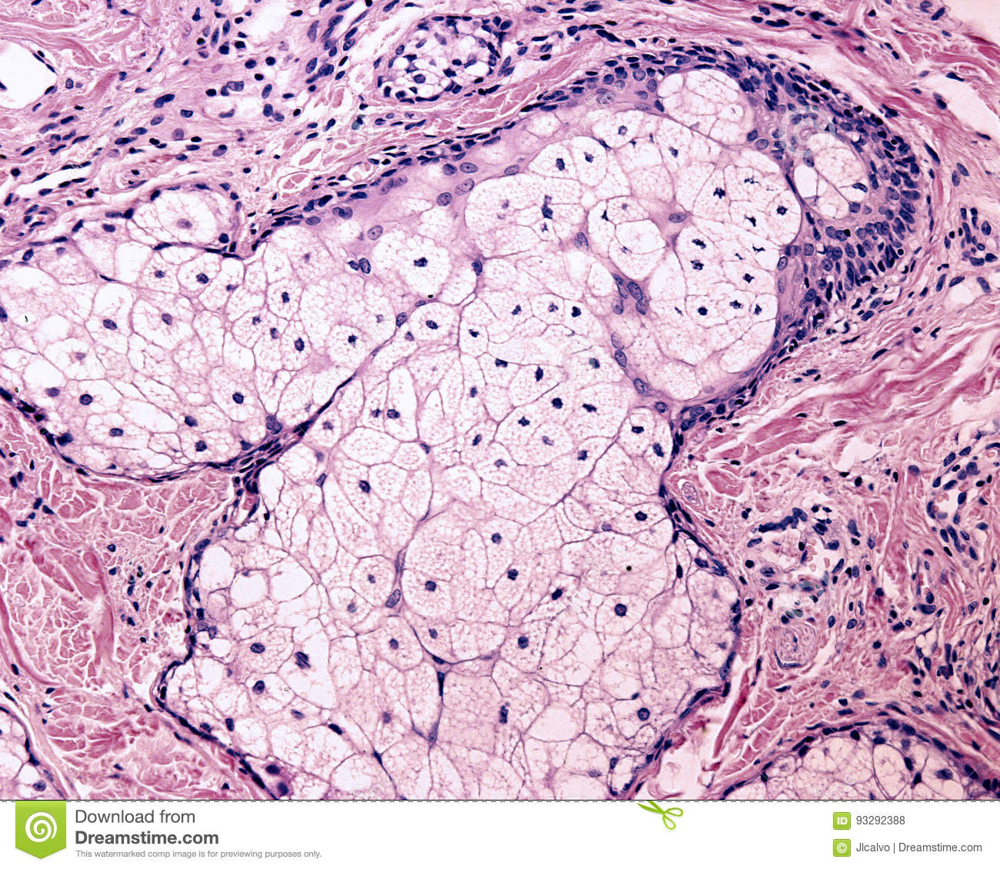 Download from
Dreamstime.com
This watermarked comp image is for previewing purposes only.
ID 93292388
© Jlcalvo | Dreamstime.com